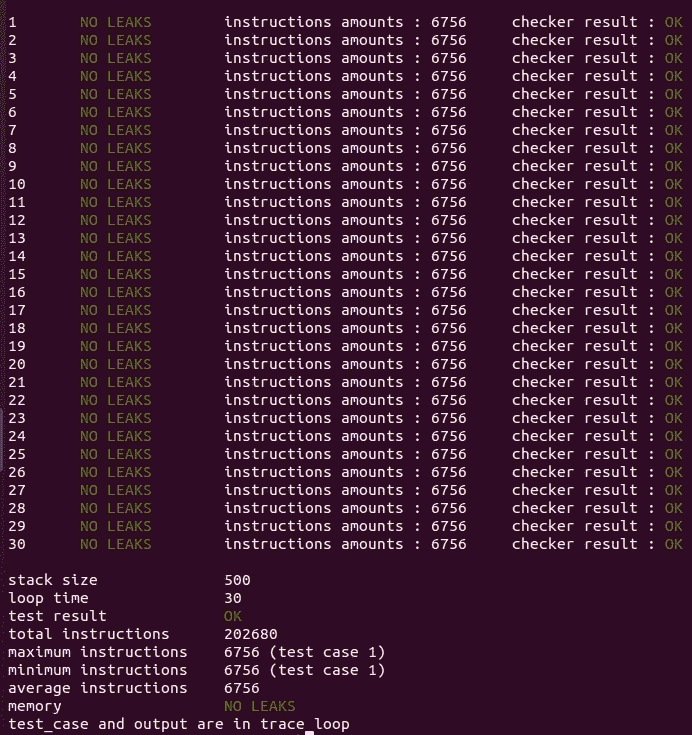 1 NO LEAKS instructions amounts : 6756 checker result : OK
2 NO LEAKS instructions amounts : 6756 checker result : OK
3 NO LEAKS instructions amounts : 6756 checker result : OK
4 NO LEAKS instructions amounts : 6756 checker result : OK
5 NO LEAKS instructions amounts : 6756 checker result : OK
6 NO LEAKS instructions amounts : 6756 checker result : OK
7 NO LEAKS instructions amounts : 6756 checker result : OK
8 NO LEAKS instructions amounts : 6756 checker result : OK
9 NO LEAKS instructions amounts : 6756 checker result : OK
10 NO LEAKS instructions amounts : 6756 checker result : OK
11 NO LEAKS instructions amounts : 6756 checker result : OK
12 NO LEAKS instructions amounts : 6756 checker result : OK
13 NO LEAKS instructions amounts : 6756 checker result : OK
14 NO LEAKS instructions amounts : 6756 checker result : OK
15 NO LEAKS instructions amounts : 6756 checker result : OK
16 NO LEAKS instructions amounts : 6756 checker result : OK
17 NO LEAKS instructions amounts : 6756 checker result : OK
18 NO LEAKS instructions amounts : 6756 checker result : OK
19 NO LEAKS instructions amounts : 6756 checker result : OK
20 NO LEAKS instructions amounts : 6756 checker result : OK
21 NO LEAKS instructions amounts : 6756 checker result : OK
22 NO LEAKS instructions amounts : 6756 checker result : OK
23 NO LEAKS instructions amounts : 6756 checker result : OK
24 NO LEAKS instructions amounts : 6756 checker result : OK
25 NO LEAKS instructions amounts : 6756 checker result : OK
26 NO LEAKS instructions amounts : 6756 checker result : OK
27 NO LEAKS instructions amounts : 6756 checker result : OK
28 NO LEAKS instructions amounts : 6756 checker result : OK
29 NO LEAKS instructions amounts : 6756 checker result : OK
30 NO LEAKS instructions amounts : 6756 checker result : OK
stack size 500
loop time 30
test result OK
total instructions 202680
maximum instructions 6756 (test case 1)
minimum instructions 6756 (test case 1)
average instructions 6756
memory NO LEAKS
test_case and output are in trace_loop